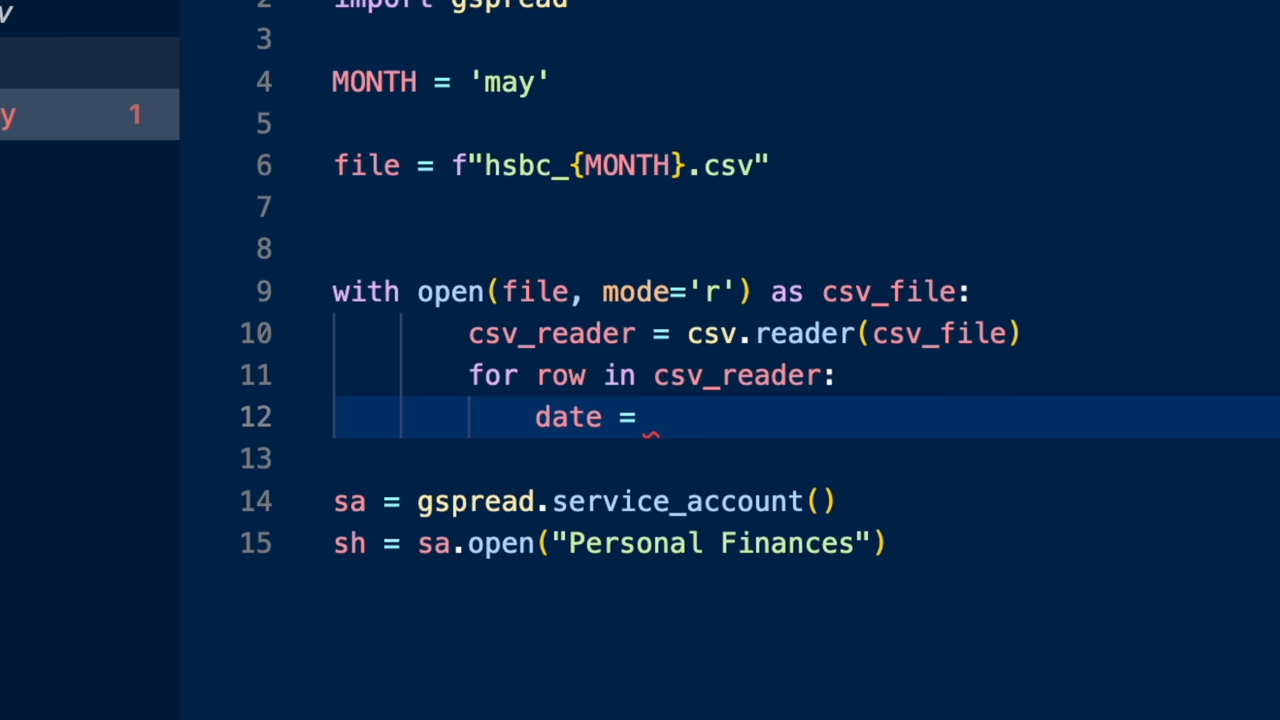 v
2 import gspread
3
4 MONTH = 'may'
y 1
5
6 file = f"hsbc_{MONTH}.csv"
7
8
9 with open(file, mode='r') as csv_file:
10 csv_reader = csv.reader(csv_file)
11 for row in csv_reader:
12 date =
13
14 sa = gspread.service_account()
15 sh = sa.open("Personal Finances")